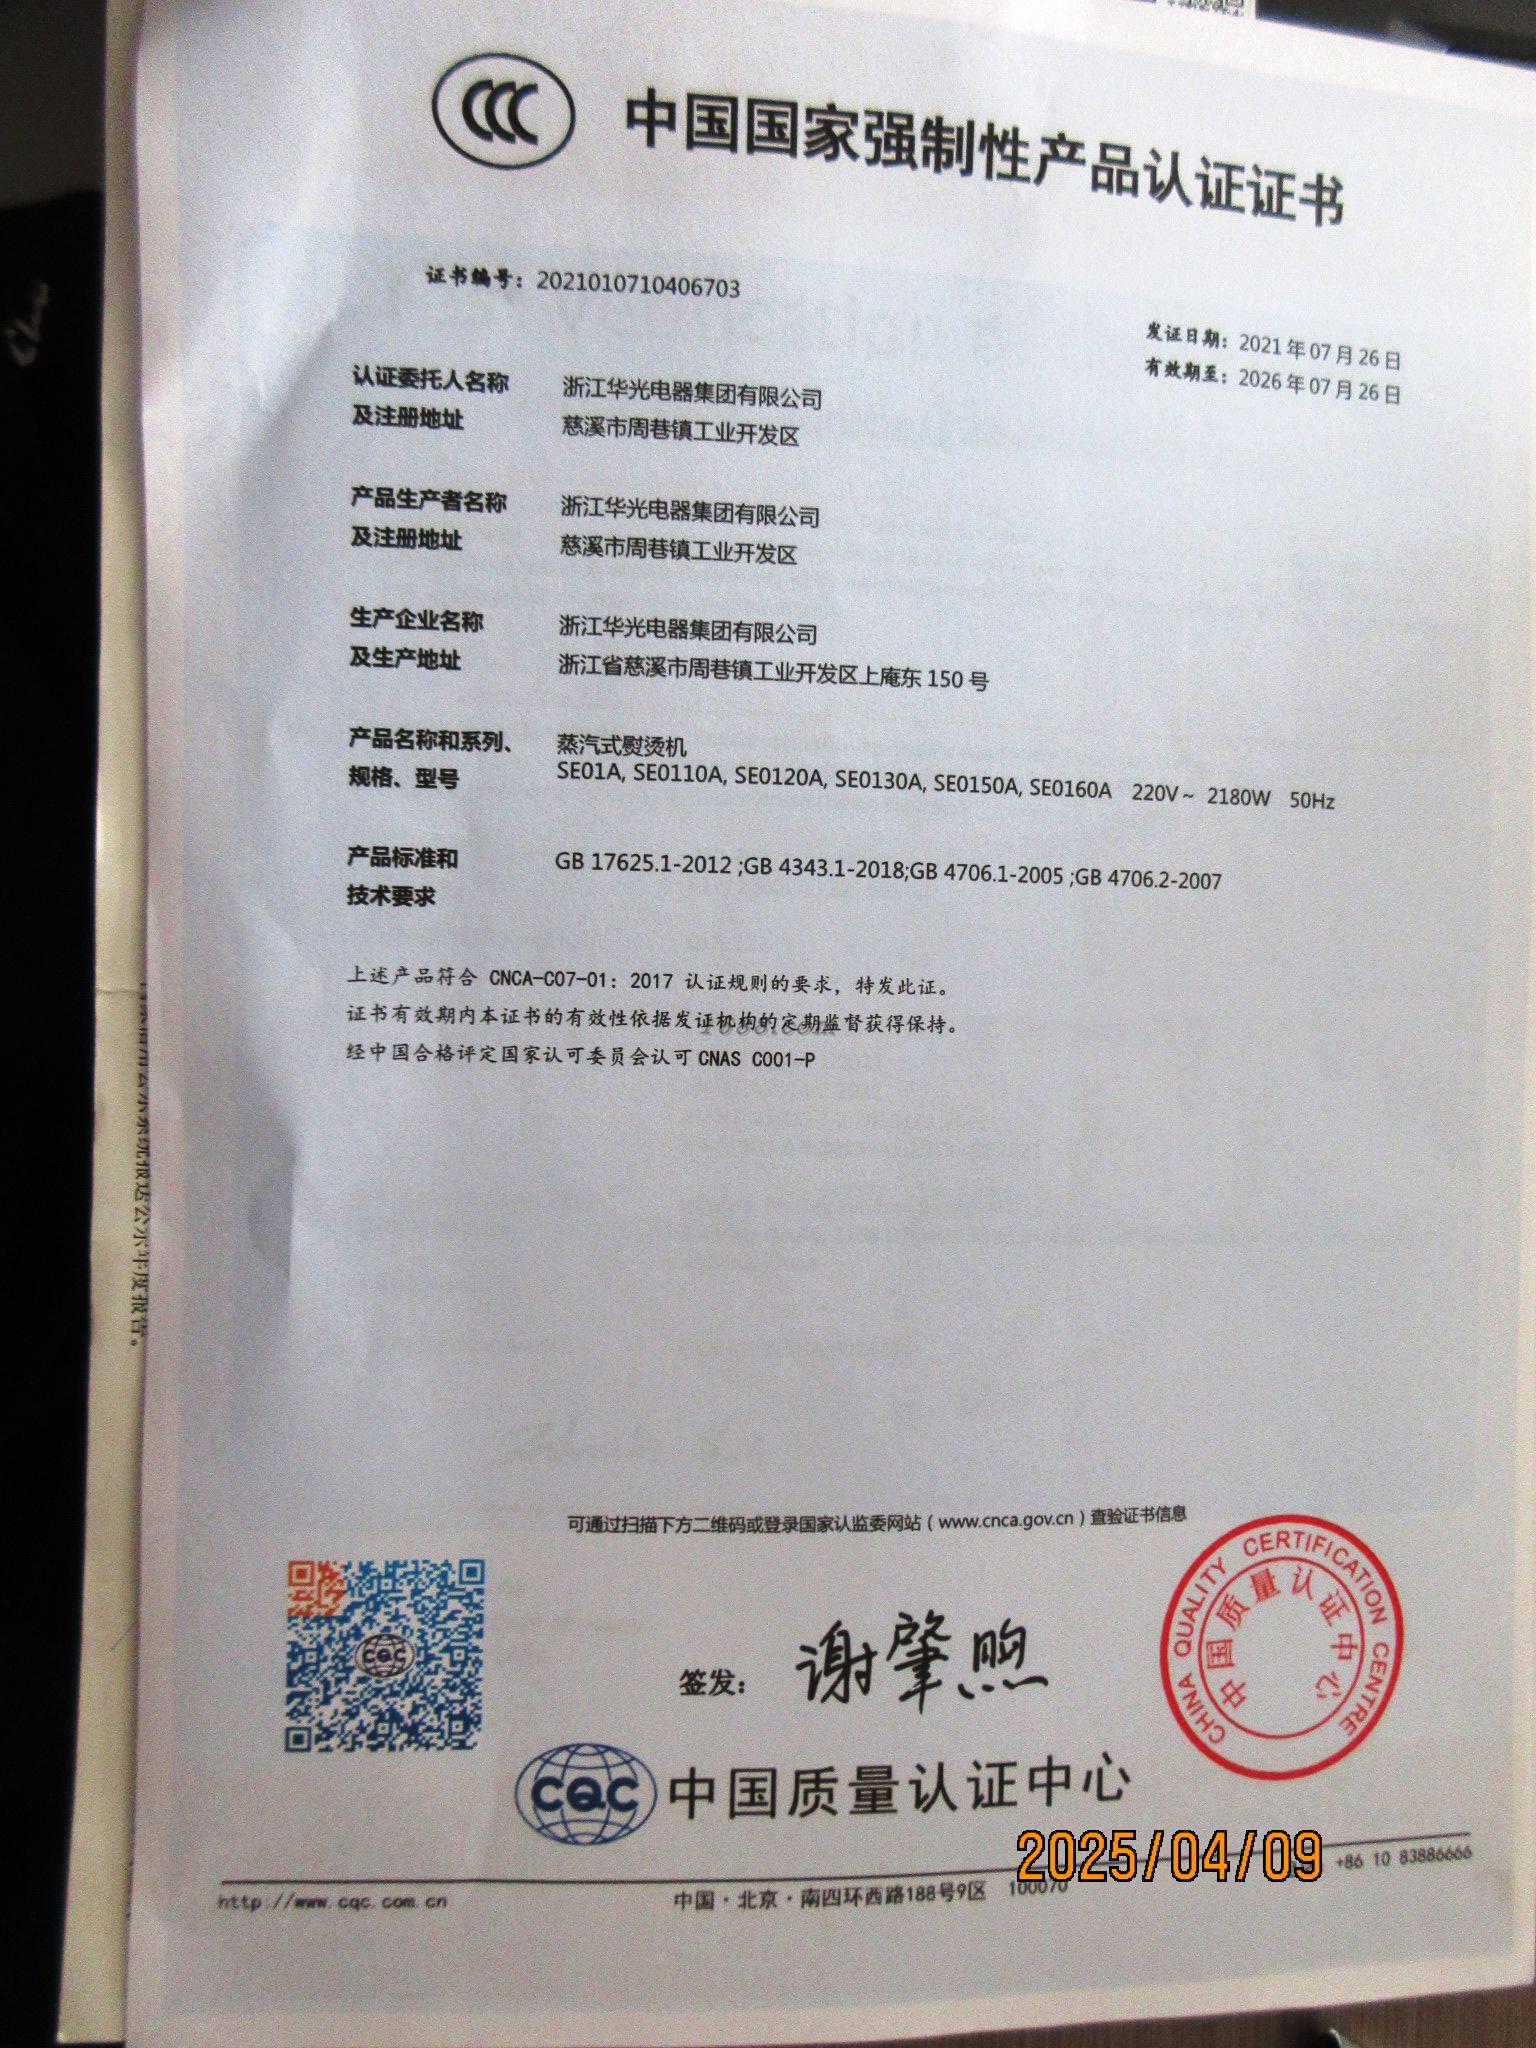 中国国家强制性产品认证证书
证书编号：2021010710406703
发证日期：2021年07月26日
有效期至：2026年07月26日
认证委托人名称 浙江华光电器集团有限公司
及注册地址 慈溪市周巷镇工业开发区
产品生产者名称 浙江华光电器集团有限公司
及注册地址 慈溪市周巷镇工业开发区
生产企业名称 浙江华光电器集团有限公司
及生产地址 浙江省慈溪市周巷镇工业开发区上庵东 150 号
产品名称和系列、 蒸汽式熨烫机
规格、型号 SE01A, SE0110A, SE0120A, SE0130A, SE0150A, SE0160A 220V~ 2180W 50Hz
产品标准和 GB 17625.1-2012 ;GB 4343.1-2018;GB 4706.1-2005 ;GB 4706.2-2007
技术要求
上述产品符合 CNCA-C07-01：2017 认证规则的要求，特发此证。
证书有效期内本证书的有效性依据发证机构的定期监督获得保持。
经中国合格评定国家认可委员会认可 CNAS C001-P
可通过扫描下方二维码或登录国家认监委网站（www.cnca.gov.cn）查验证书信息
CQC
签发：谢肇煦
CHINA QUALITY CERTIFICATION CENTRE
中国质量认证中心
CQC 中国质量认证中心
2025/04/09
http://www.cqc.com.cn 中国·北京·南四环西路188号9区 100070 +86 10 83886666